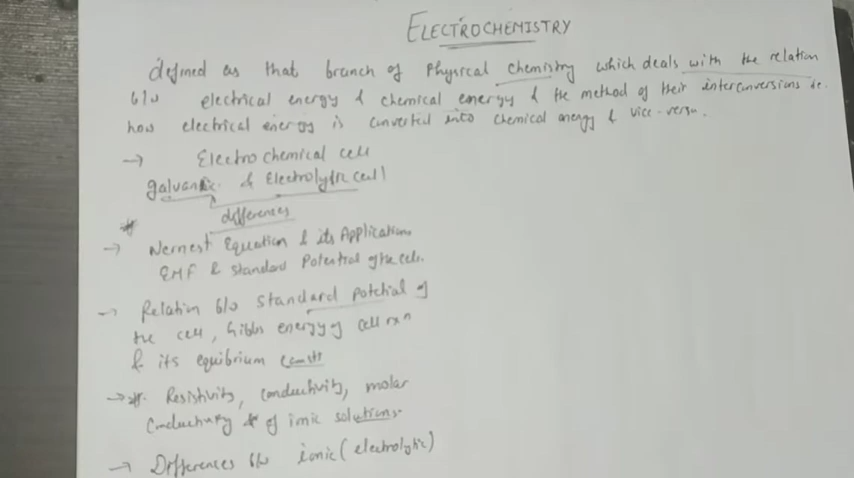 ELECTROCHEMISTRY
defined as that branch of Physical chemistry which deals with the relation
b/w electrical energy & chemical energy & the method of their interconversions i.e.
how electrical energy is converted into chemical energy & vice-versa.
→ Electrochemical cell
galvanic & Electrolytic cell
differences
→ Nernest Equation & its Applications
EMF & Standard Potential of the cell.
→ Relation b/w standard potential of
the cell, Gibbs energy of cell rxn
& its equibrium constt
→ Resistivity, conductivity, molar
conductivity of ionic solutions.
→ Differences b/w ionic (electrolytic)